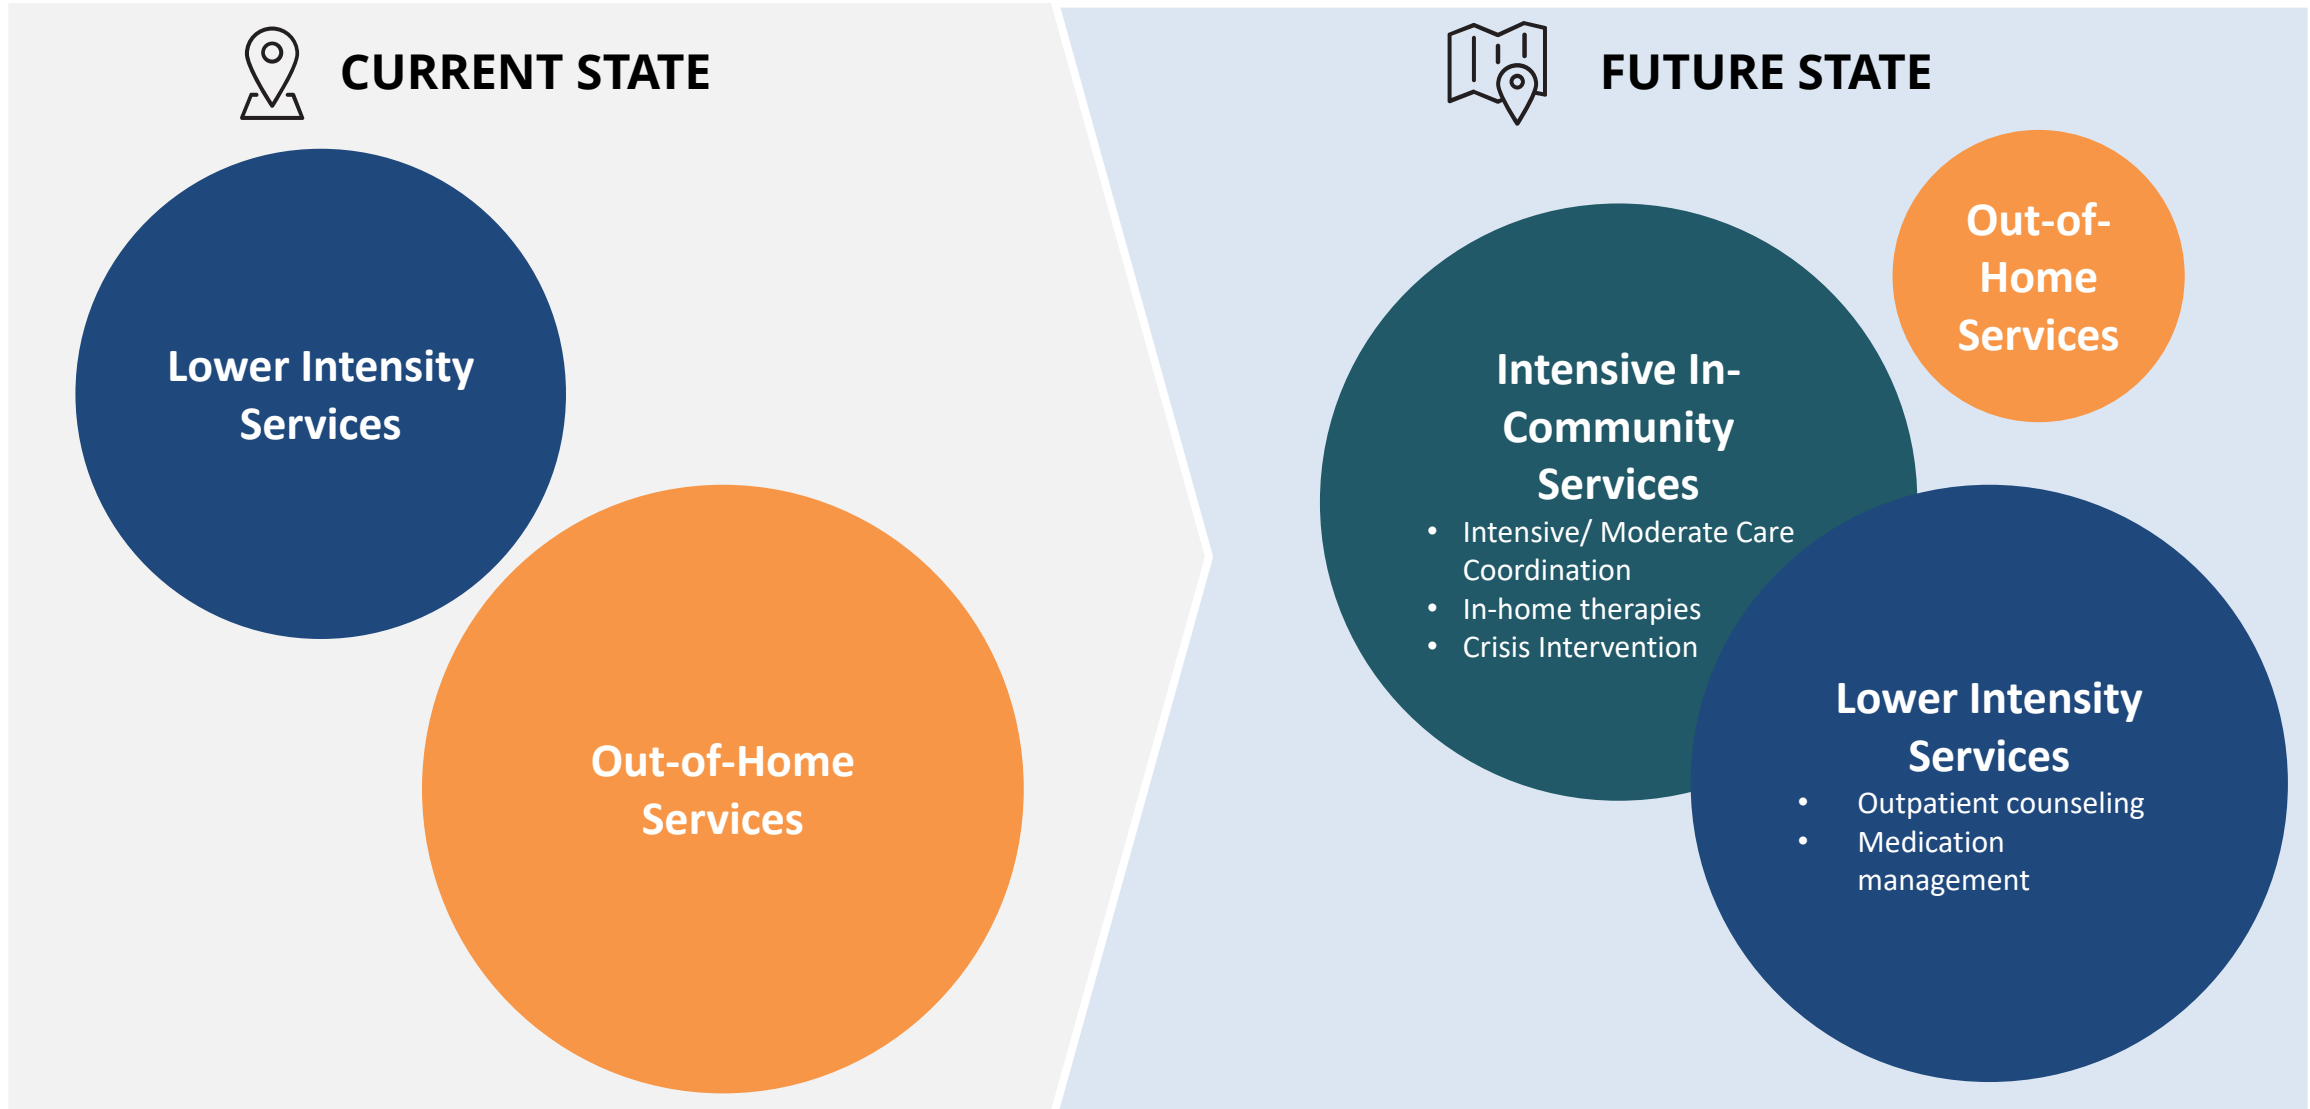 CURRENT STATE
Lower Intensity
Services
Out-of-Home
Services
FUTURE STATE
Out-of-
Home
Services
Intensive In-
Community
Services
• Intensive/ Moderate Care
Coordination
• In-home therapies
• Crisis Intervention
Lower Intensity
Services
• Outpatient counseling
• Medication
management